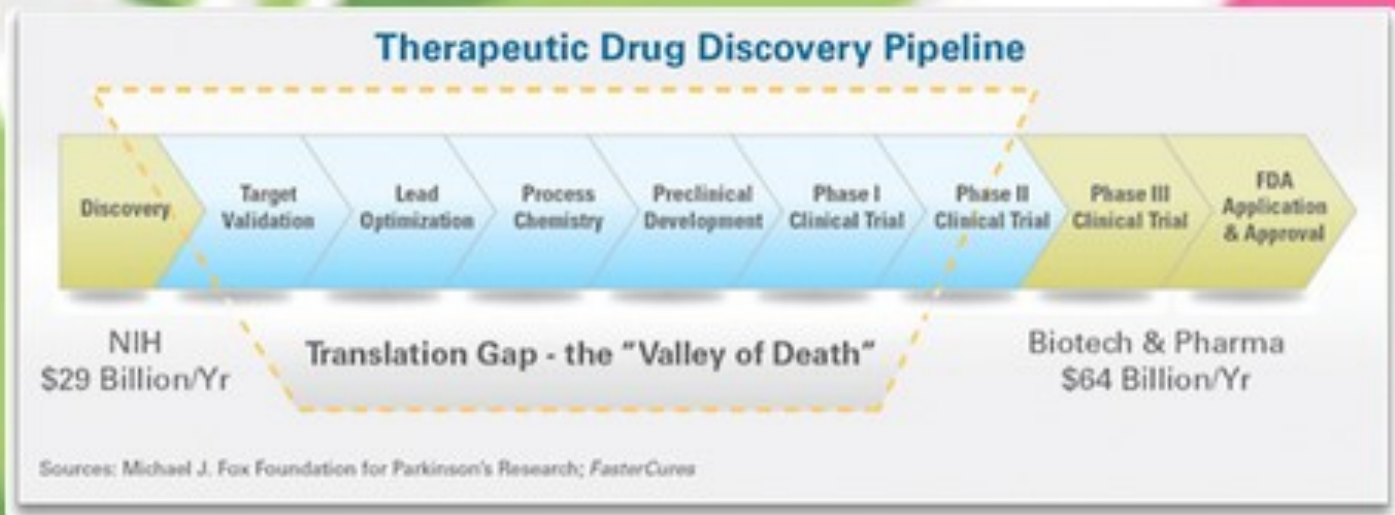 Therapeutic Drug Discovery Pipeline
Discovery
Target
Validation
Lead
Optimization
Process
Chemistry
Preclinical
Development
Phase I
Clinical Trial
Phase II
Clinical Trial
Phase III
Clinical Trial
FDA
Application
& Approval
NIH
$29 Billion/Yr
Translation Gap - the "Valley of Death"
Biotech & Pharma
$64 Billion/Yr
Sources: Michael J. Fox Foundation for Parkinson's Research; FasterCures